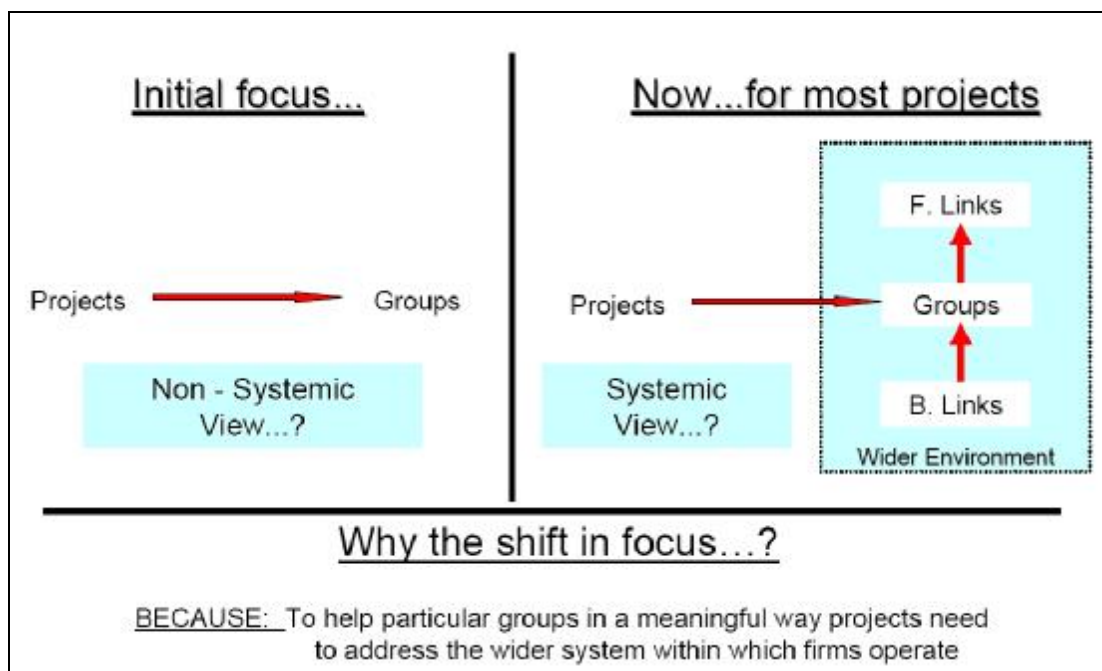 Initial focus...
Projects
Groups
Non - Systemic
View...?
Now...for most projects
F. Links
Projects
Groups
Systemic
View...?
B. Links
Wider Environment
Why the shift in focus...?
BECAUSE: To help particular groups in a meaningful way projects need
to address the wider system within which firms operate